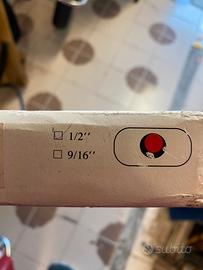 ☐ 1/2′′
☐ 9/16′′
subito